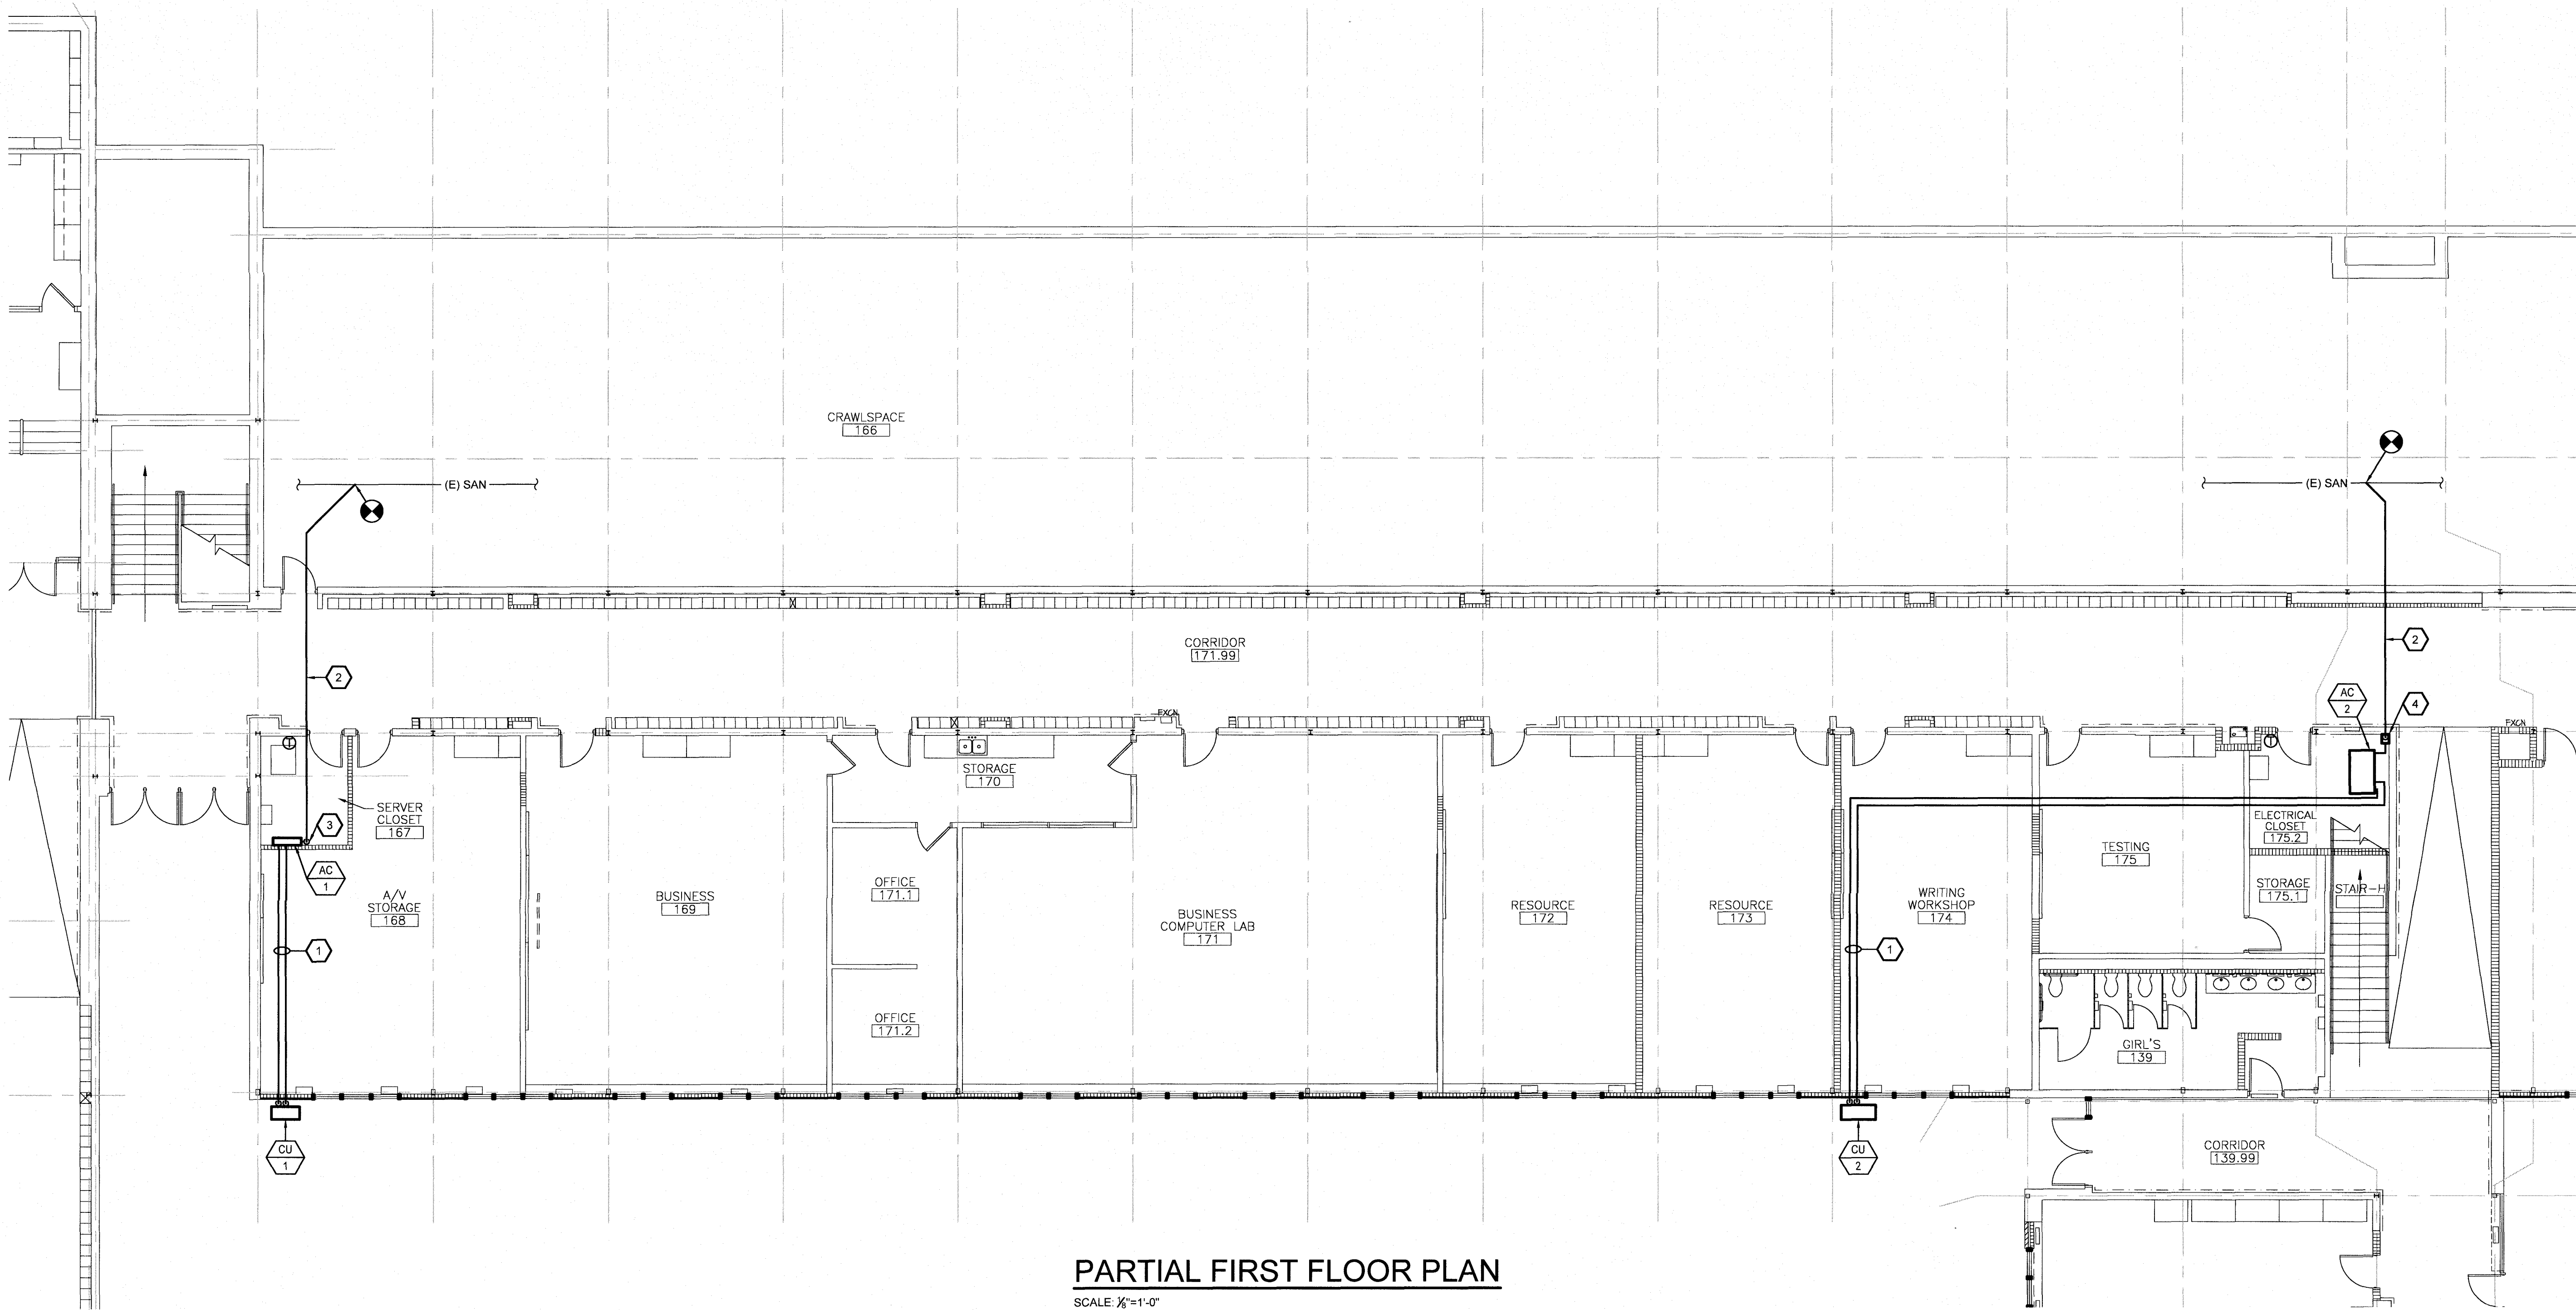 CRAWLSPACE
166
(E) SAN
(E) SAN
CORRIDOR
171.99
2
2
AC
2
4
EXCN
EXCN
STORAGE
170
SERVER
CLOSET
167
3
AC
1
ELECTRICAL
CLOSET
175.2
TESTING
175
OFFICE
171.1
A/V
STORAGE
168
BUSINESS
169
BUSINESS
COMPUTER LAB
171
RESOURCE
172
RESOURCE
173
WRITING
WORKSHOP
174
STORAGE
175.1
STAIR-H
1
1
OFFICE
171.2
GIRL'S
139
CU
1
CU
2
CORRIDOR
139.99
PARTIAL FIRST FLOOR PLAN
SCALE: ⅛"=1'-0"